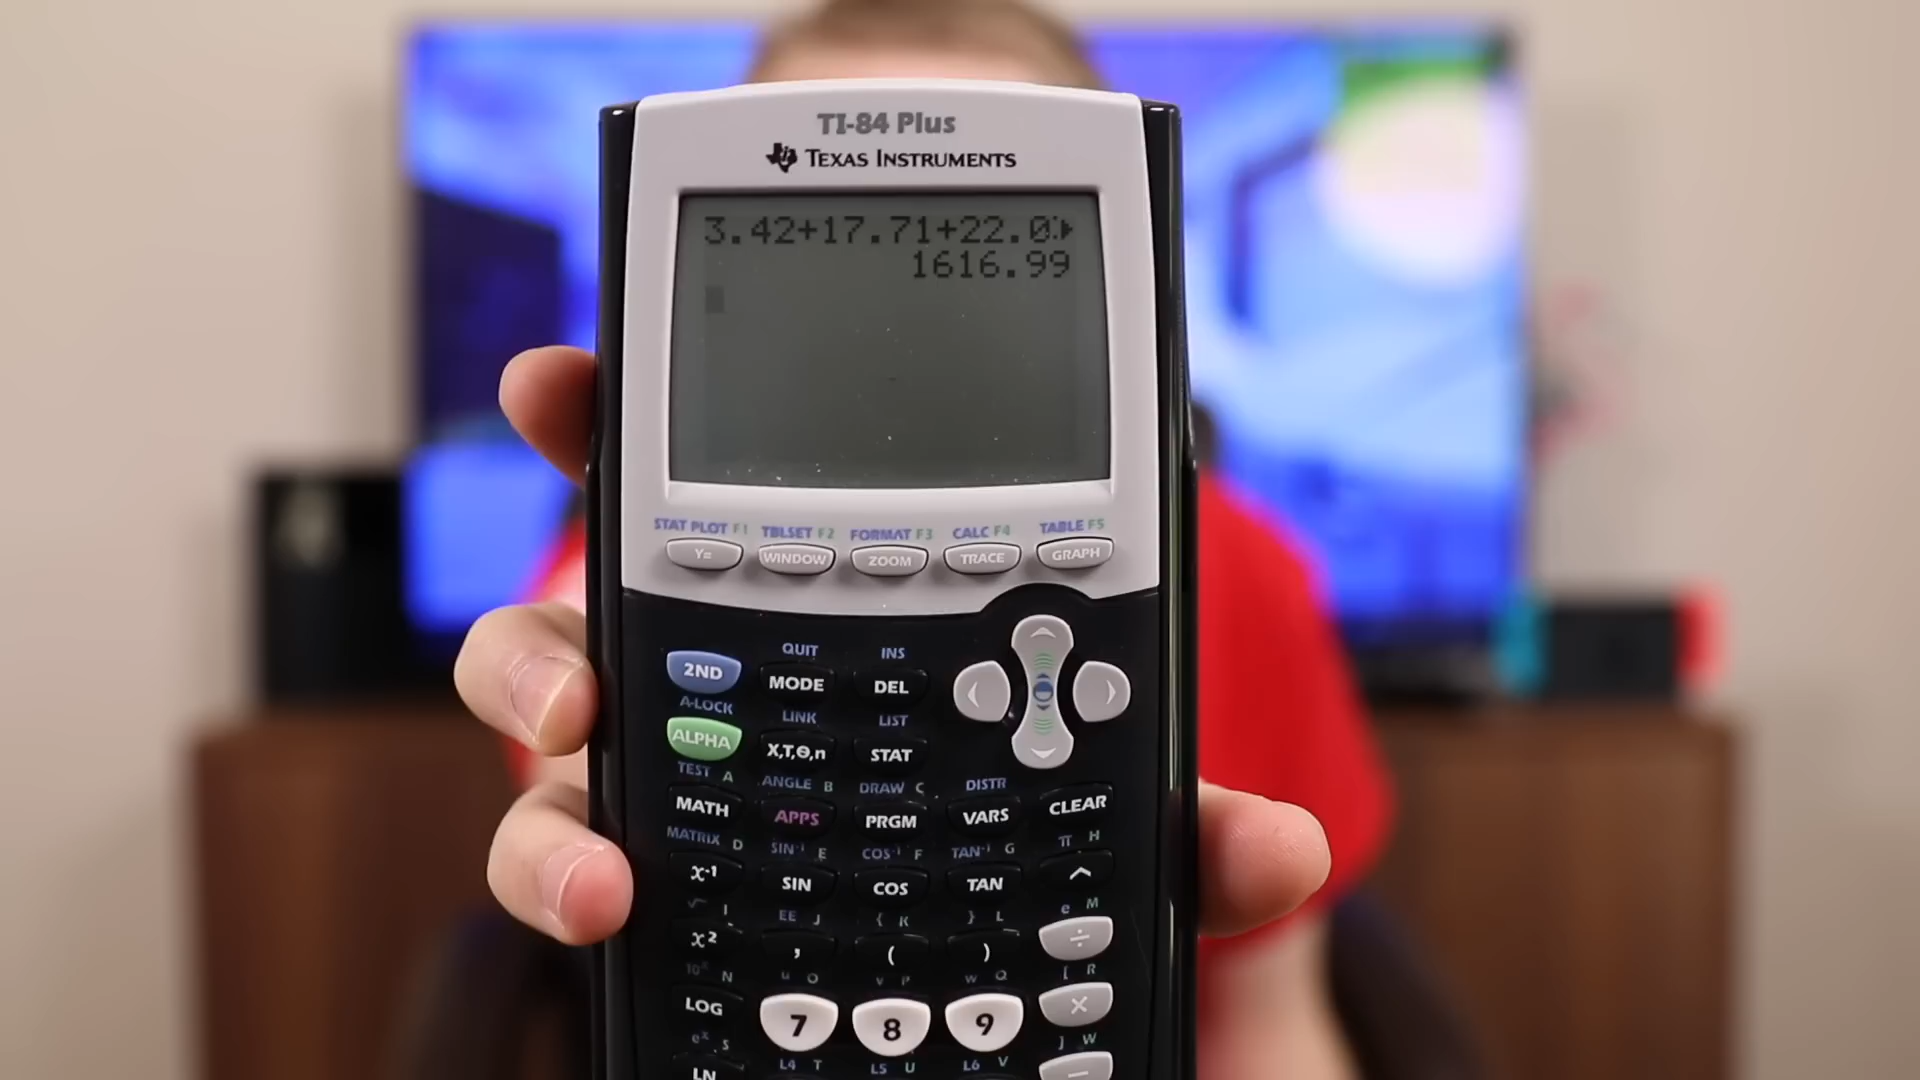 TI-84 Plus
TEXAS INSTRUMENTS
3.42+17.71+22.0
1616.99
STAT PLOT F1 TBLSET F2 FORMAT F3 CALC F4 TABLE F5
Y= WINDOW ZOOM TRACE GRAPH
QUIT INS
2ND MODE DEL
A-LOCK LINK LIST
ALPHA X,T,Θ,n STAT
TEST A ANGLE B DRAW C DISTR
MATH APPS PRGM VARS CLEAR
MATRIX D SIN⁻¹ E COS⁻¹ F TAN⁻¹ G π H
x⁻¹ SIN COS TAN ^
√ I EE J { K } L e M
x² , ( ) ÷
10ˣ N u O v P w Q [ R
LOG 7 8 9 ×
eˣ S L4 T L5 U L6 V ] W
LN −